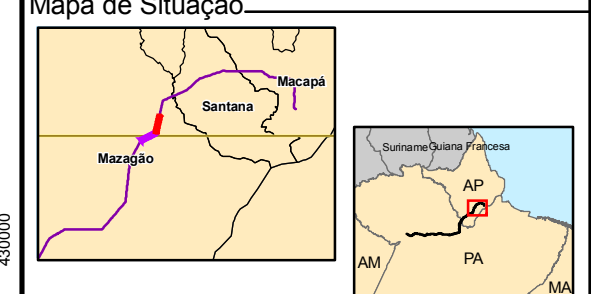 Mapa de Situação
Macapá
Santana
Mazagão
Suriname
Guiana Francesa
AP
AM
PA
MA
430000